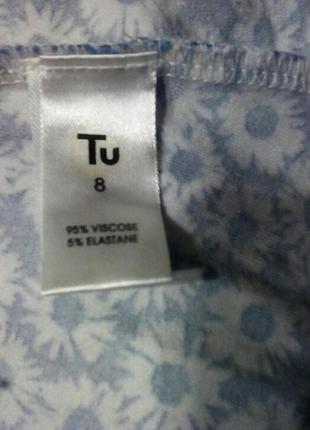 Tu
8
95% VISCOSE
5% ELASTANE